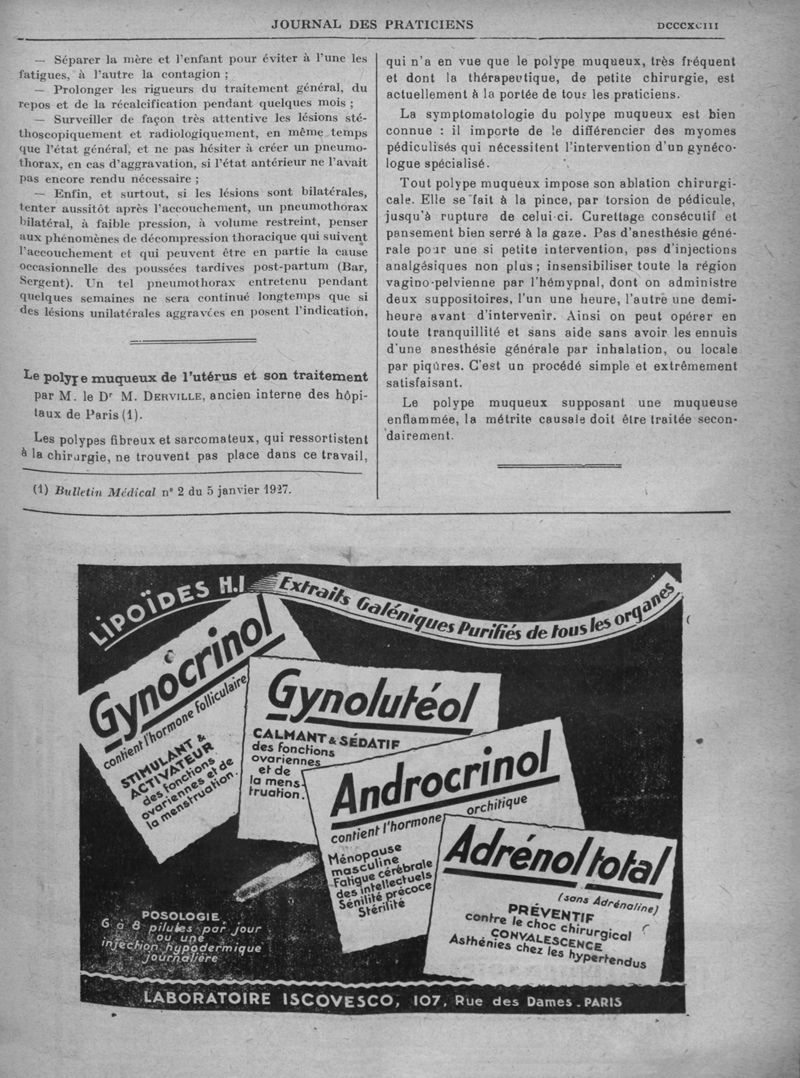 JOURNAL DES PRATICIENS
DCCCXCIII
— Séparer la mère et l'enfant pour éviter à l'une les
fatigues, à l'autre la contagion ;
— Prolonger les rigueurs du traitement général, du
repos et de la récalcification pendant quelques mois ;
— Surveiller de façon très attentive les lésions sté-
thoscopiquement et radiologiquement, en même temps
que l'état général, et ne pas hésiter à créer un pneumo-
thorax, en cas d'aggravation, si l'état antérieur ne l'avait
pas encore rendu nécessaire ;
— Enfin, et surtout, si les lésions sont bilatérales,
tenter aussitôt après l'accouchement, un pneumothorax
bilatéral, à faible pression, à volume restreint, penser
aux phénomènes de décompression thoracique qui suivent
l'accouchement et qui peuvent être en partie la cause
occasionnelle des poussées tardives post-partum (Bar,
Sergent). Un tel pneumothorax entretenu pendant
quelques semaines ne sera continué longtemps que si
des lésions unilatérales aggravées en posent l'indication.
Le polype muqueux de l'utérus et son traitement
par M. le Dr M. DERVILLE, ancien interne des hôpi-
taux de Paris (1).
Les polypes fibreux et sarcomateux, qui ressortistent
à la chirurgie, ne trouvent pas place dans ce travail,
(1) Bulletin Médical n° 2 du 5 janvier 1927.
qui n'a en vue que le polype muqueux, très fréquent
et dont la thérapeutique, de petite chirurgie, est
actuellement à la portée de tous les praticiens.
La symptomatologie du polype muqueux est bien
connue : il importe de le différencier des myomes
pédiculisés qui nécessitent l'intervention d'un gynéco-
logue spécialisé.
Tout polype muqueux impose son ablation chirurgi-
cale. Elle se fait à la pince, par torsion de pédicule,
jusqu'à rupture de celui-ci. Curettage consécutif et
pansement bien serré à la gaze. Pas d'anesthésie géné-
rale pour une si petite intervention, pas d'injections
analgésiques non plus ; insensibiliser toute la région
vagino-pelvienne par l'hémypnal, dont on administre
deux suppositoires, l'un une heure, l'autre une demi-
heure avant d'intervenir. Ainsi on peut opérer en
toute tranquillité et sans aide sans avoir les ennuis
d'une anesthésie générale par inhalation, ou locale
par piqûres. C'est un procédé simple et extrêmement
satisfaisant.
Le polype muqueux supposant une muqueuse
enflammée, la métrite causale doit être traitée secon-
dairement.
LIPOÏDES H.I
Extraits Galéniques Purifiés de tous les organes
Gynocrinol
contient l'hormone folliculaire
STIMULANT &
ACTIVATEUR
des fonctions
ovariennes et de
la menstruation.
Gynolutéol
CALMANT & SÉDATIF
des fonctions
ovariennes
et de
la mens-
truation.
Androcrinol
contient l'hormone orchitique
Ménopause
masculine
Fatigue cérébrale
des intellectuels
Sénilité précoce
Stérilité
Adrénol total
(sans Adrénaline)
PRÉVENTIF
contre le choc chirurgical
CONVALESCENCE
Asthénies chez les hypertendus
POSOLOGIE
6 à 8 pilules par jour
ou une
injection hypodermique
journalière
LABORATOIRE ISCOVESCO, 107, Rue des Dames . PARIS